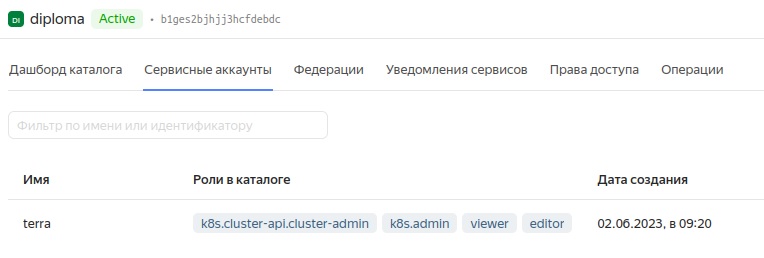 DI diploma Active • b1ges2bjhjj3hcfdebdc
Дашборд каталога Сервисные аккаунты Федерации Уведомления сервисов Права доступа Операции
Фильтр по имени или идентификатору
Имя Роли в каталоге Дата создания
terra k8s.cluster-api.cluster-admin k8s.admin viewer editor 02.06.2023, в 09:20